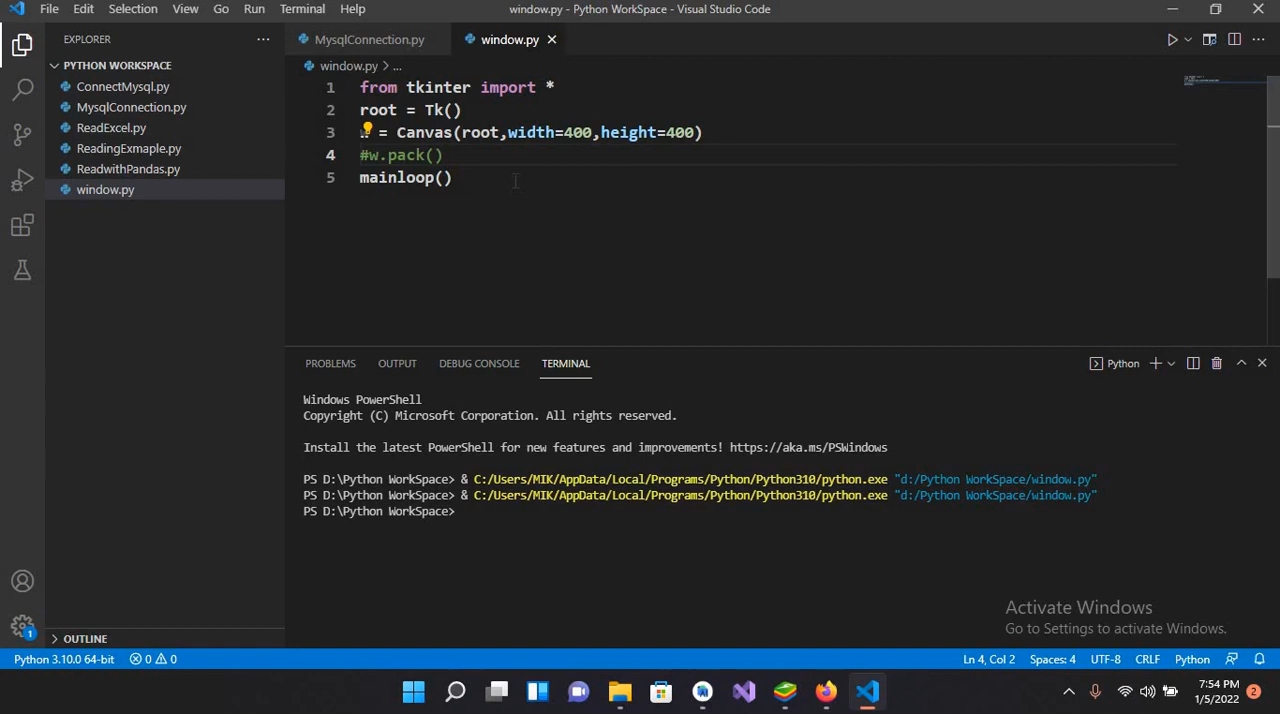 File Edit Selection View Go Run Terminal Help
window.py - Python WorkSpace - Visual Studio Code
EXPLORER
MysqlConnection.py
window.py
PYTHON WORKSPACE
ConnectMysql.py
MysqlConnection.py
ReadExcel.py
ReadingExmaple.py
ReadwithPandas.py
window.py
window.py > ...
1 from tkinter import *
2 root = Tk()
3 = Canvas(root,width=400,height=400)
4 #w.pack()
5 mainloop()
PROBLEMS OUTPUT DEBUG CONSOLE TERMINAL
Python
Windows PowerShell
Copyright (C) Microsoft Corporation. All rights reserved.
Install the latest PowerShell for new features and improvements! https://aka.ms/PSWindows
PS D:\Python WorkSpace> & C:/Users/MIK/AppData/Local/Programs/Python/Python310/python.exe "d:/Python WorkSpace/window.py"
PS D:\Python WorkSpace> & C:/Users/MIK/AppData/Local/Programs/Python/Python310/python.exe "d:/Python WorkSpace/window.py"
PS D:\Python WorkSpace>
Activate Windows
Go to Settings to activate Windows.
1
OUTLINE
Python 3.10.0 64-bit 0 0
Ln 4, Col 2 Spaces: 4 UTF-8 CRLF Python
7:54 PM
1/5/2022
2